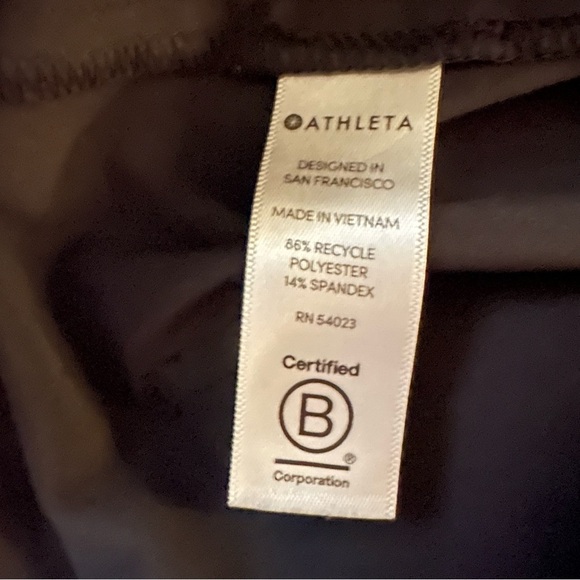 ATHLETA
DESIGNED IN
SAN FRANCISCO
MADE IN VIETNAM
86% RECYCLE
POLYESTER
14% SPANDEX
RN 54023
Certified
B
®
Corporation